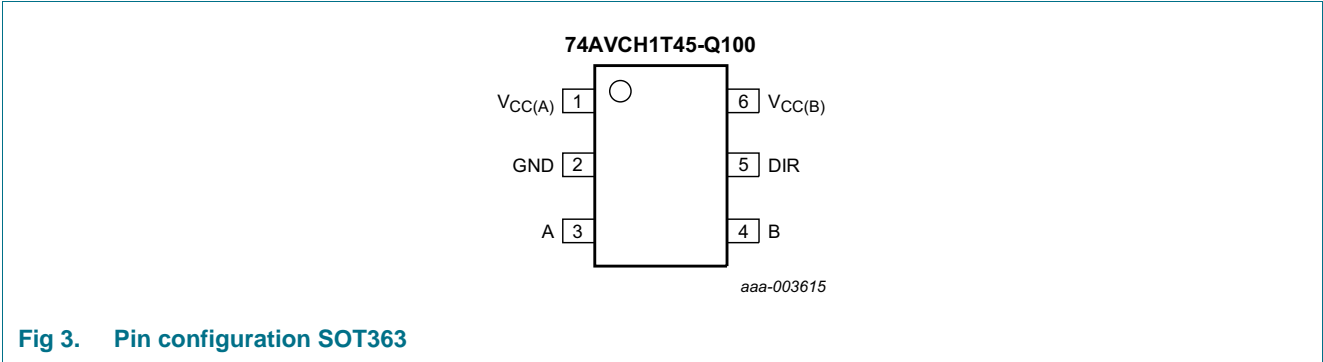 74AVCH1T45-Q100
VCC(A) 1 6 VCC(B)
GND 2 5 DIR
A 3 4 B
aaa-003615
Fig 3. Pin configuration SOT363